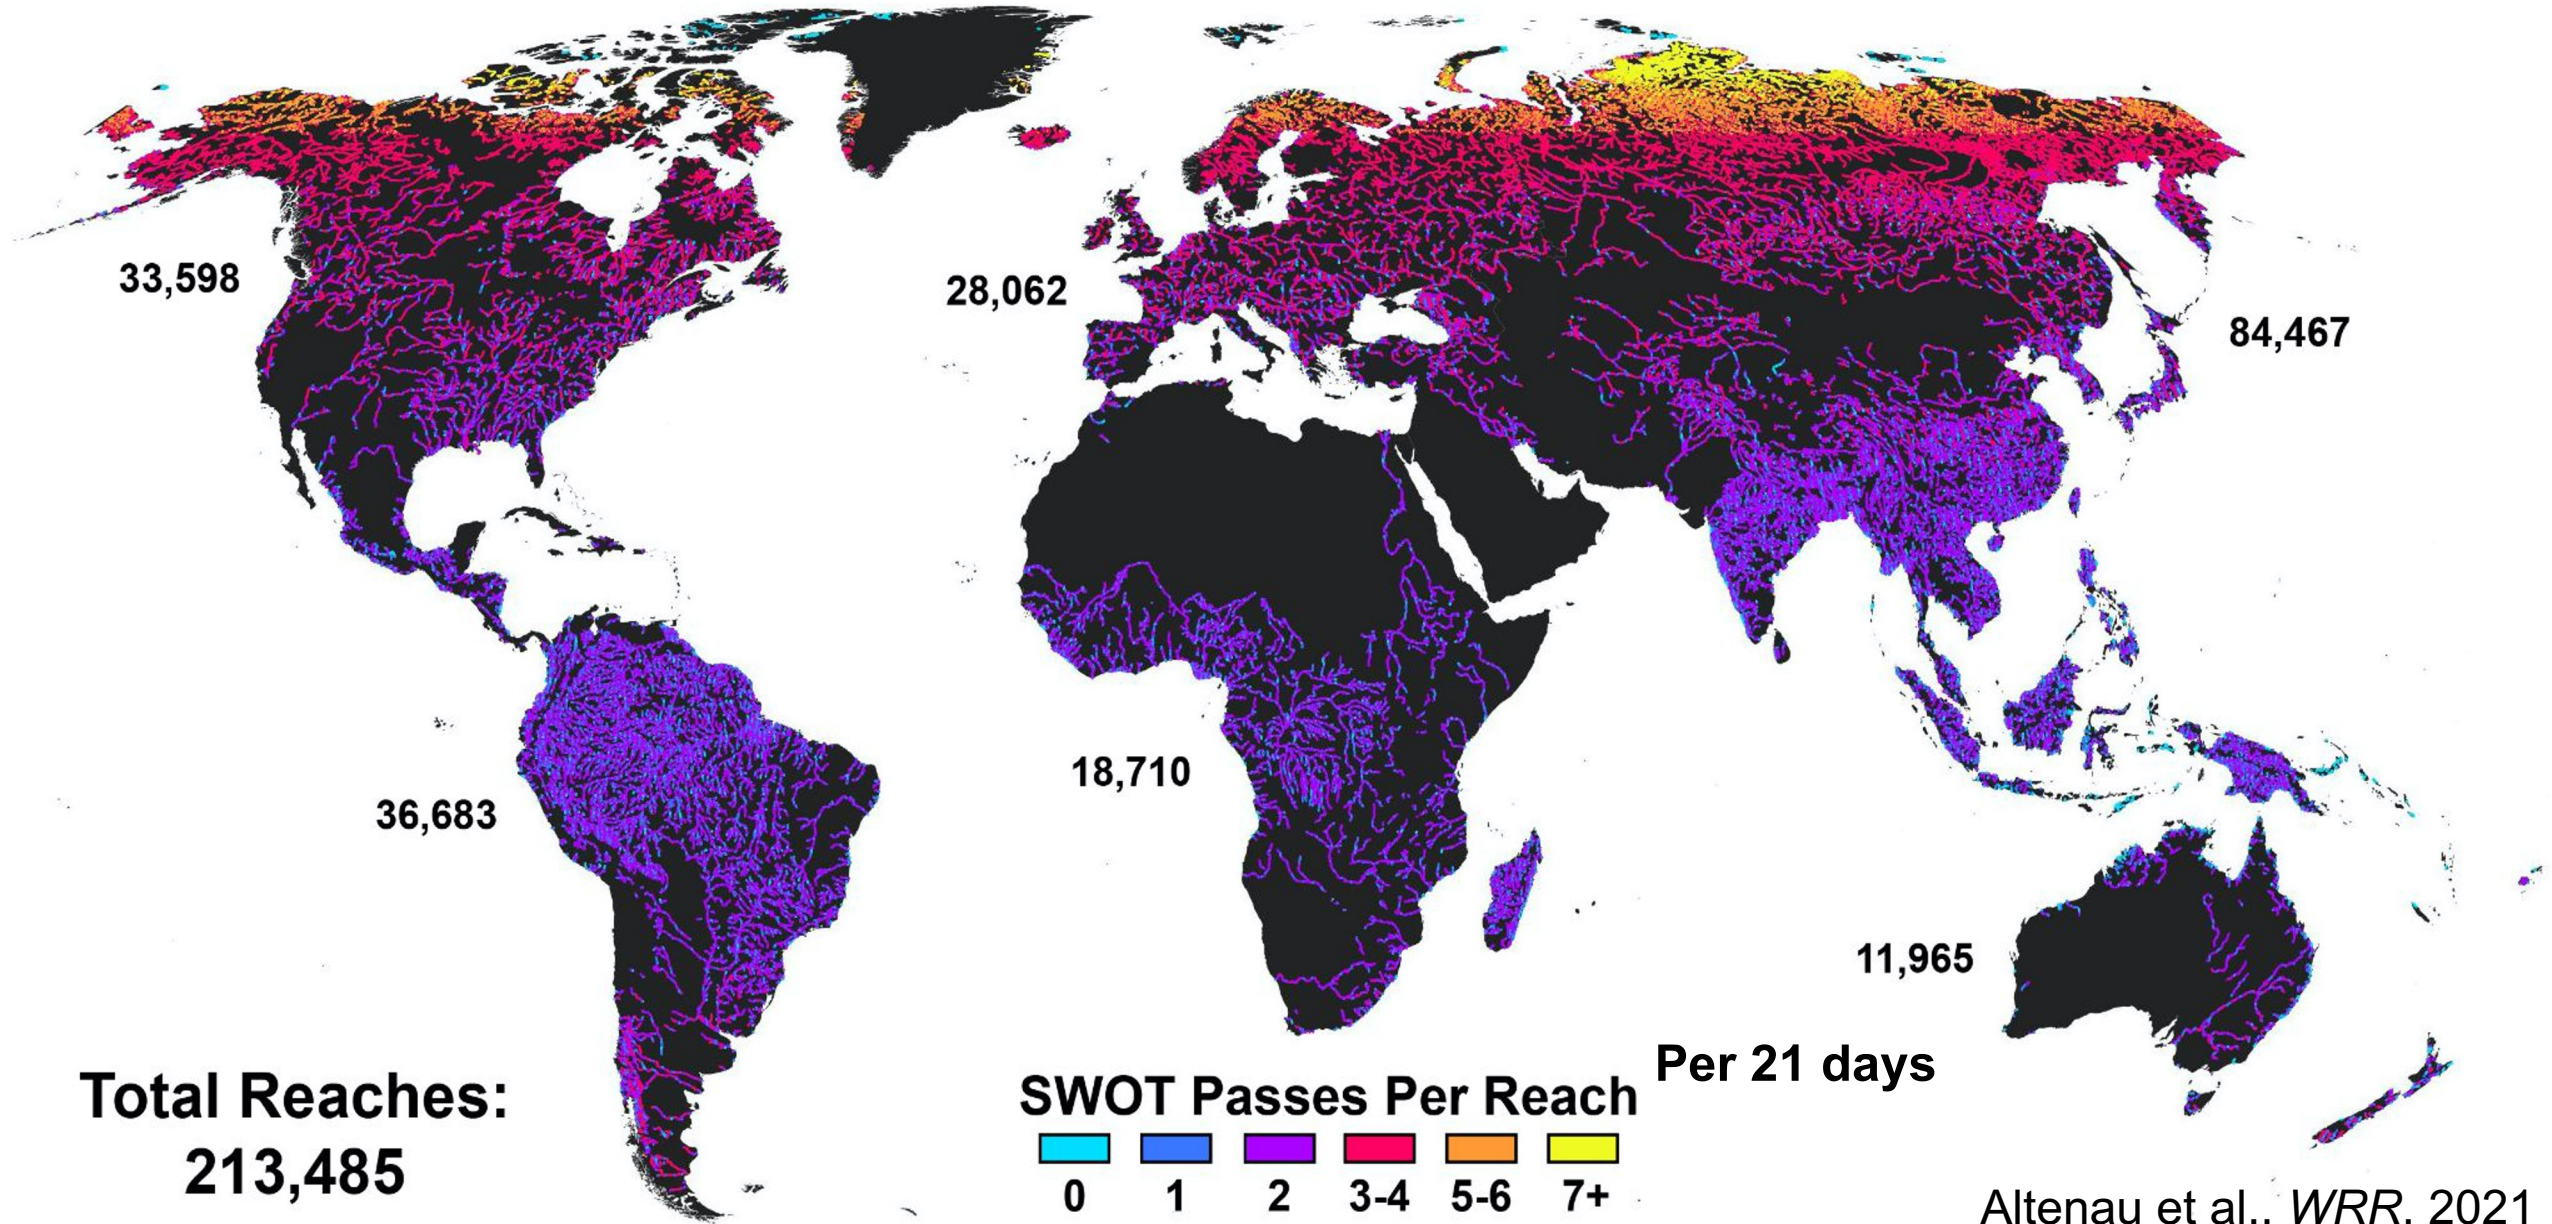 33,598
28,062
84,467
36,683
18,710
11,965
Total Reaches:
213,485
SWOT Passes Per Reach
Per 21 days
0 1 2 3-4 5-6 7+
Altenau et al., WRR, 2021